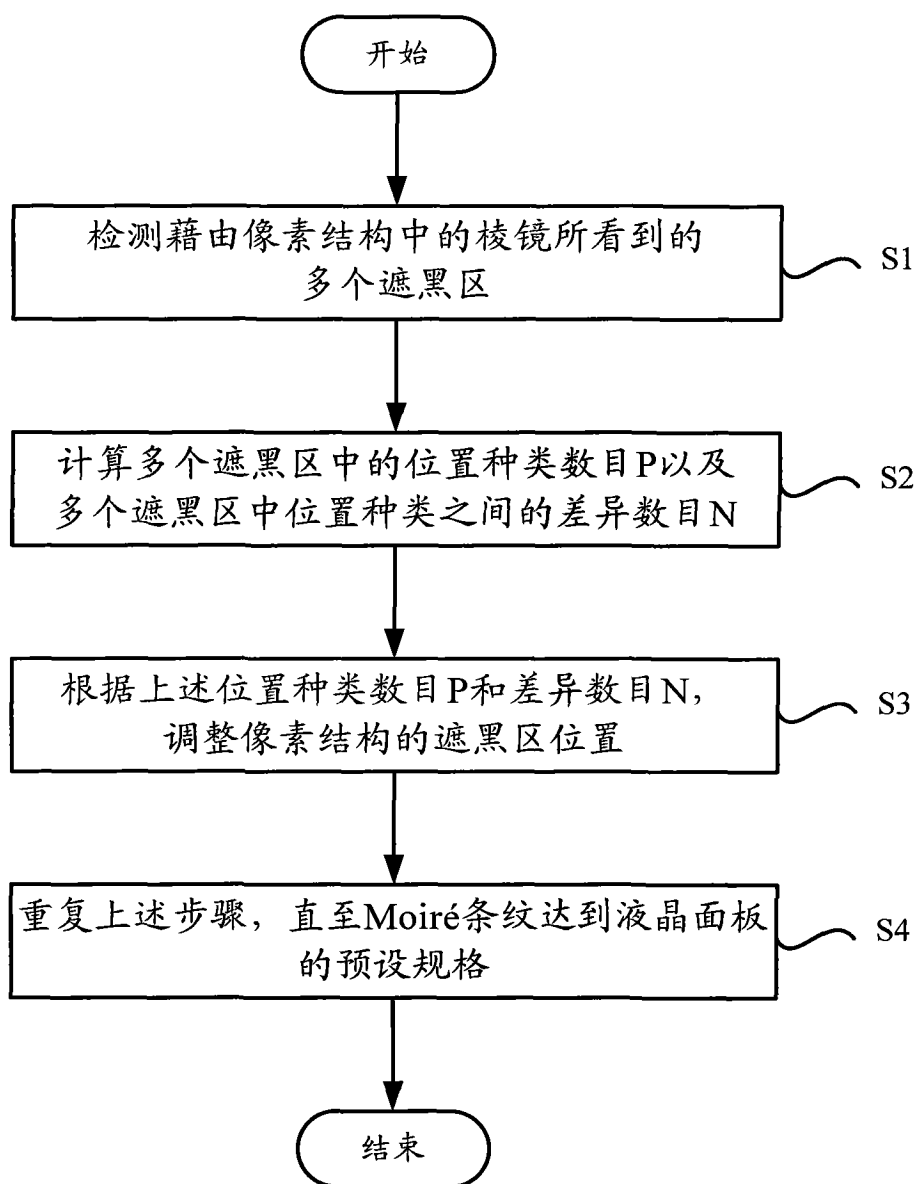 开始
检测藉由像素结构中的棱镜所看到的
多个遮黑区
S1
计算多个遮黑区中的位置种类数目P以及
多个遮黑区中位置种类之间的差异数目N
S2
根据上述位置种类数目P和差异数目N,
调整像素结构的遮黑区位置
S3
重复上述步骤，直至Moiré条纹达到液晶面板
的预设规格
S4
结束